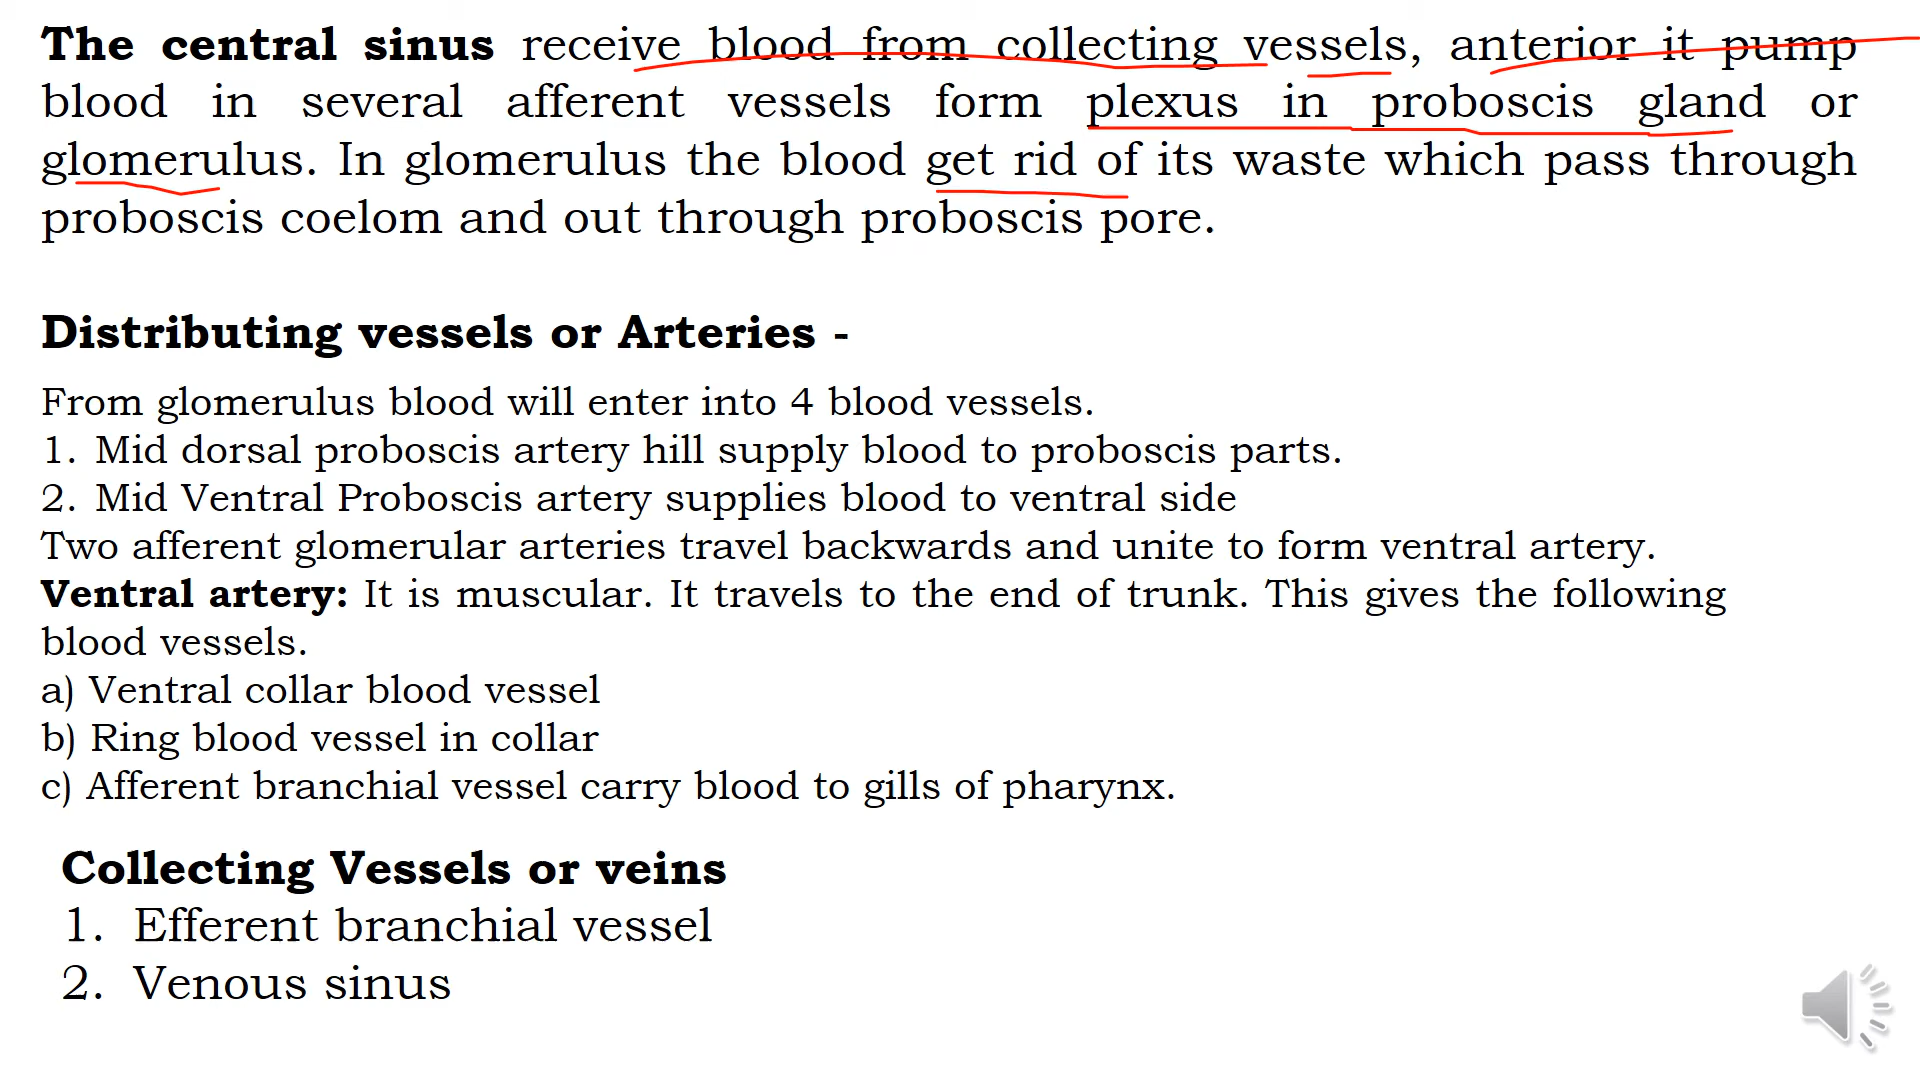 The central sinus receive blood from collecting vessels, anterior it pump
blood in several afferent vessels form plexus in proboscis gland or
glomerulus. In glomerulus the blood get rid of its waste which pass through
proboscis coelom and out through proboscis pore.
Distributing vessels or Arteries -
From glomerulus blood will enter into 4 blood vessels.
1. Mid dorsal proboscis artery hill supply blood to proboscis parts.
2. Mid Ventral Proboscis artery supplies blood to ventral side
Two afferent glomerular arteries travel backwards and unite to form ventral artery.
Ventral artery: It is muscular. It travels to the end of trunk. This gives the following
blood vessels.
a) Ventral collar blood vessel
b) Ring blood vessel in collar
c) Afferent branchial vessel carry blood to gills of pharynx.
Collecting Vessels or veins
1. Efferent branchial vessel
2. Venous sinus